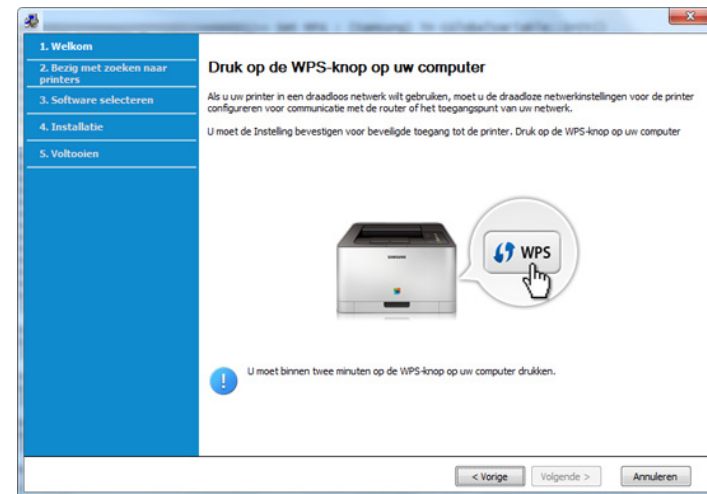 1. Welkom
2. Bezig met zoeken naar
printers
3. Software selecteren
4. Installatie
5. Voltooien
Druk op de WPS-knop op uw computer
Als u uw printer in een draadloos netwerk wilt gebruiken, moet u de draadloze netwerkinstellingen voor de printer
configureren voor communicatie met de router of het toegangspunt van uw netwerk.
U moet de Instelling bevestigen voor beveiligde toegang tot de printer. Druk op de WPS-knop op uw computer
SAMSUNG
WPS
U moet binnen twee minuten op de WPS-knop op uw computer drukken.
< Vorige
Volgende >
Annuleren